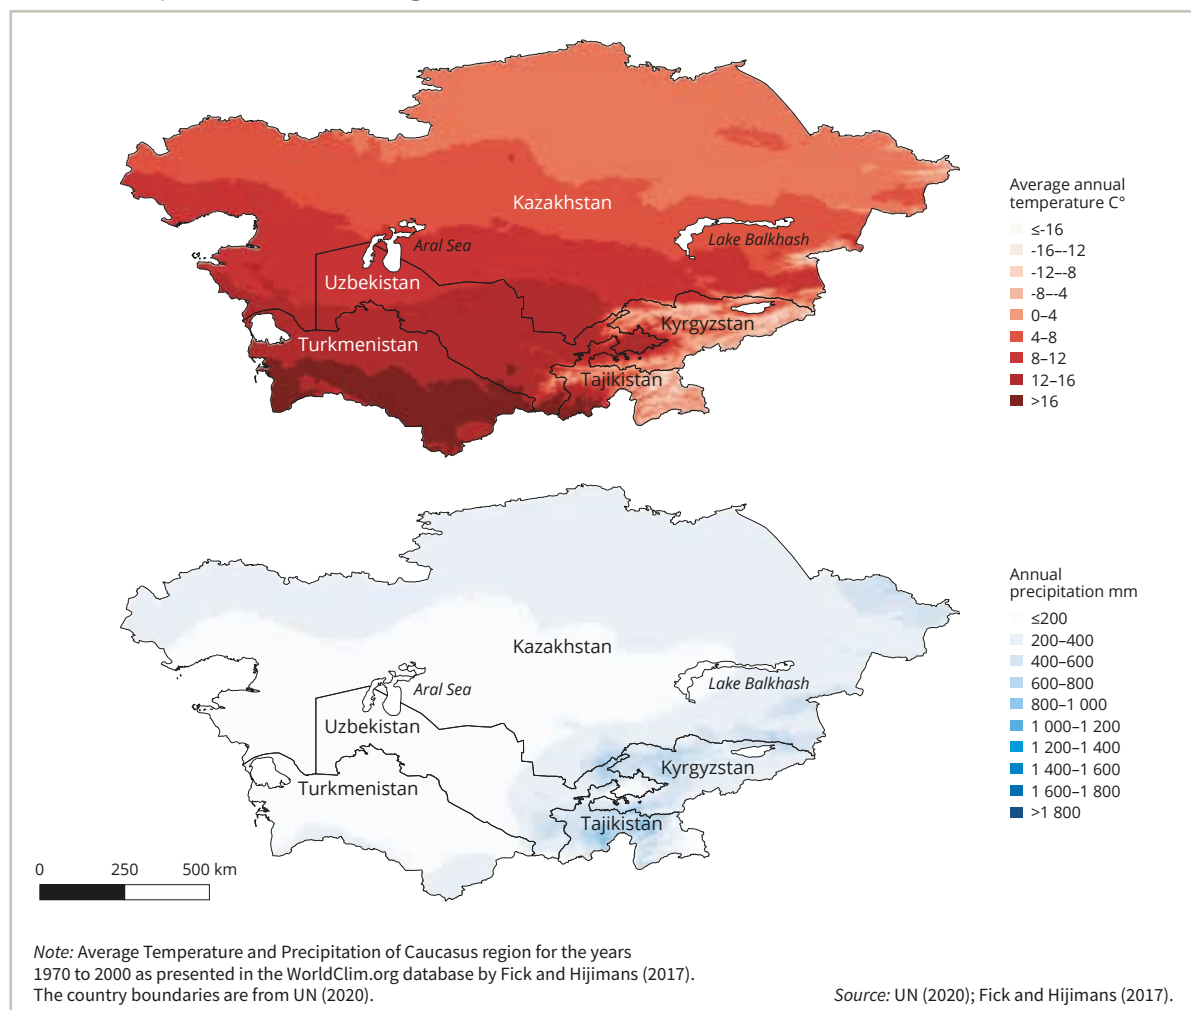 Kazakhstan
Aral Sea
Lake Balkhash
Uzbekistan
Kyrgyzstan
Turkmenistan
Tajikistan
Average annual
temperature C°
≤-16
-16–-12
-12–-8
-8–-4
0–4
4–8
8–12
12–16
>16
Kazakhstan
Aral Sea
Lake Balkhash
Uzbekistan
Kyrgyzstan
Turkmenistan
Tajikistan
Annual
precipitation mm
≤200
200–400
400–600
600–800
800–1 000
1 000–1 200
1 200–1 400
1 400–1 600
1 600–1 800
>1 800
0 250 500 km
Note: Average Temperature and Precipitation of Caucasus region for the years
1970 to 2000 as presented in the WorldClim.org database by Fick and Hijimans (2017).
The country boundaries are from UN (2020).
Source: UN (2020); Fick and Hijimans (2017).